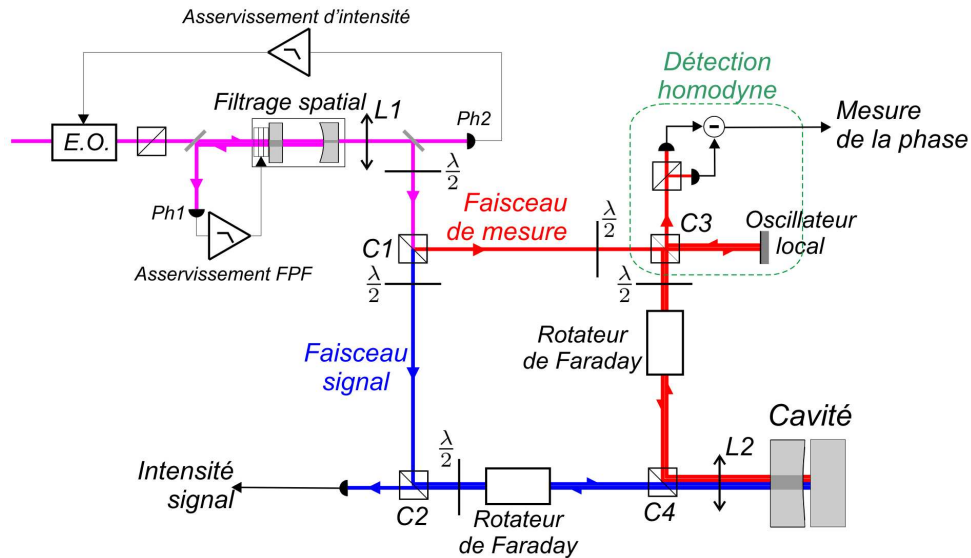 Asservissement d'intensité
Filtrage spatial
L1
Ph2
E.O.
λ/2
Ph1
Asservissement FPF
Détection
homodyne
Mesure
de la phase
Faisceau
de mesure
λ/2
C3
Oscillateur
local
C1
λ/2
λ/2
Rotateur
de Faraday
Faisceau
signal
Cavité
L2
λ/2
Intensité
signal
C2
Rotateur
de Faraday
C4